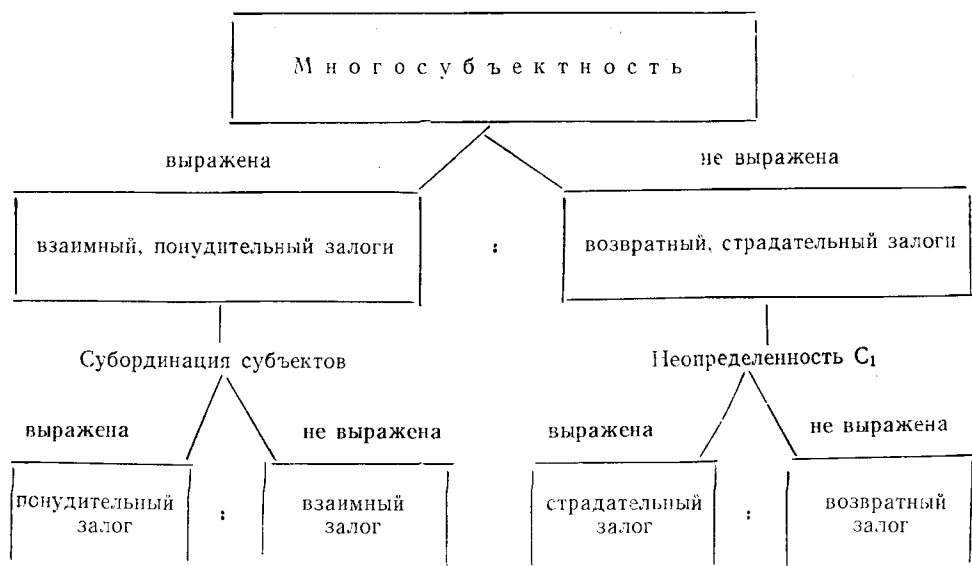 Многосубъектность
выражена
не выражена
взаимный, понудительный залоги
:
возвратный, страдательный залоги
Субординация субъектов
Неопределенность С₁
выражена
не выражена
выражена
не выражена
понудительный
залог
:
взаимный
залог
страдательный
залог
:
возвратный
залог